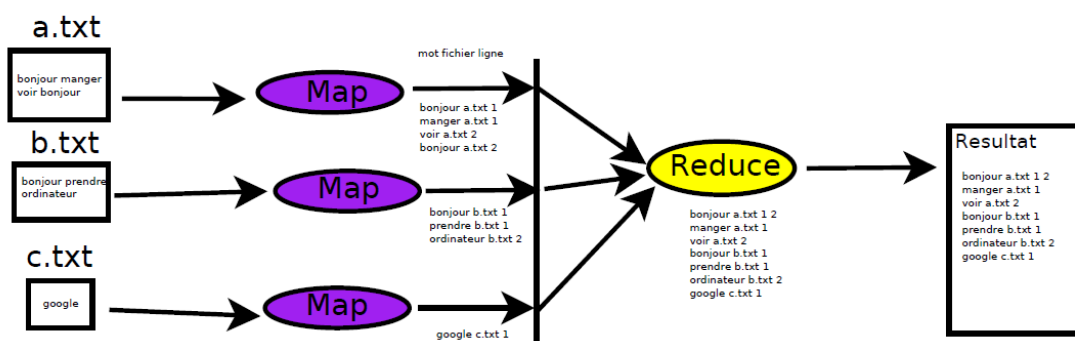 a.txt
bonjour manger
voir bonjour
Map
mot fichier ligne
bonjour a.txt 1
manger a.txt 1
voir a.txt 2
bonjour a.txt 2
b.txt
bonjour prendre
ordinateur
Map
bonjour b.txt 1
prendre b.txt 1
ordinateur b.txt 2
c.txt
google
Map
google c.txt 1
Reduce
bonjour a.txt 1 2
manger a.txt 1
voir a.txt 2
bonjour b.txt 1
prendre b.txt 1
ordinateur b.txt 2
google c.txt 1
Resultat
bonjour a.txt 1 2
manger a.txt 1
voir a.txt 2
bonjour b.txt 1
prendre b.txt 1
ordinateur b.txt 2
google c.txt 1